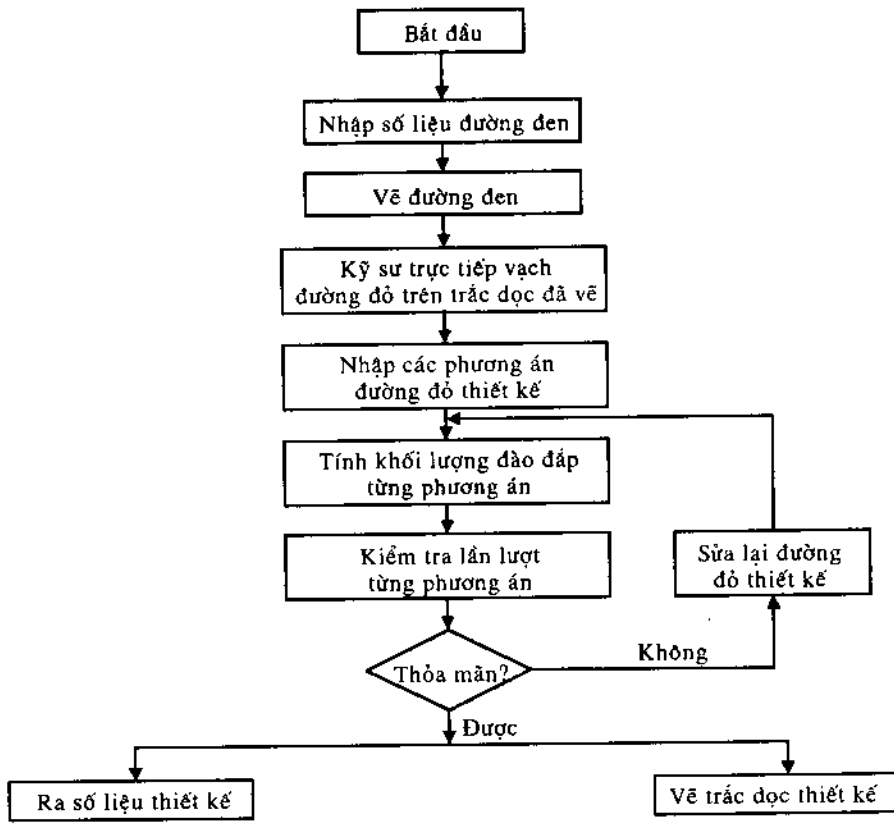 Bắt đầu
Nhập số liệu đường đen
Vẽ đường đen
Kỹ sư trực tiếp vạch
đường đỏ trên trắc dọc đã vẽ
Nhập các phương án
đường đỏ thiết kế
Tính khối lượng đào đắp
từng phương án
Kiểm tra lần lượt
từng phương án
Sửa lại đường
đỏ thiết kế
Thỏa mãn?
Không
Được
Ra số liệu thiết kế
Vẽ trắc dọc thiết kế